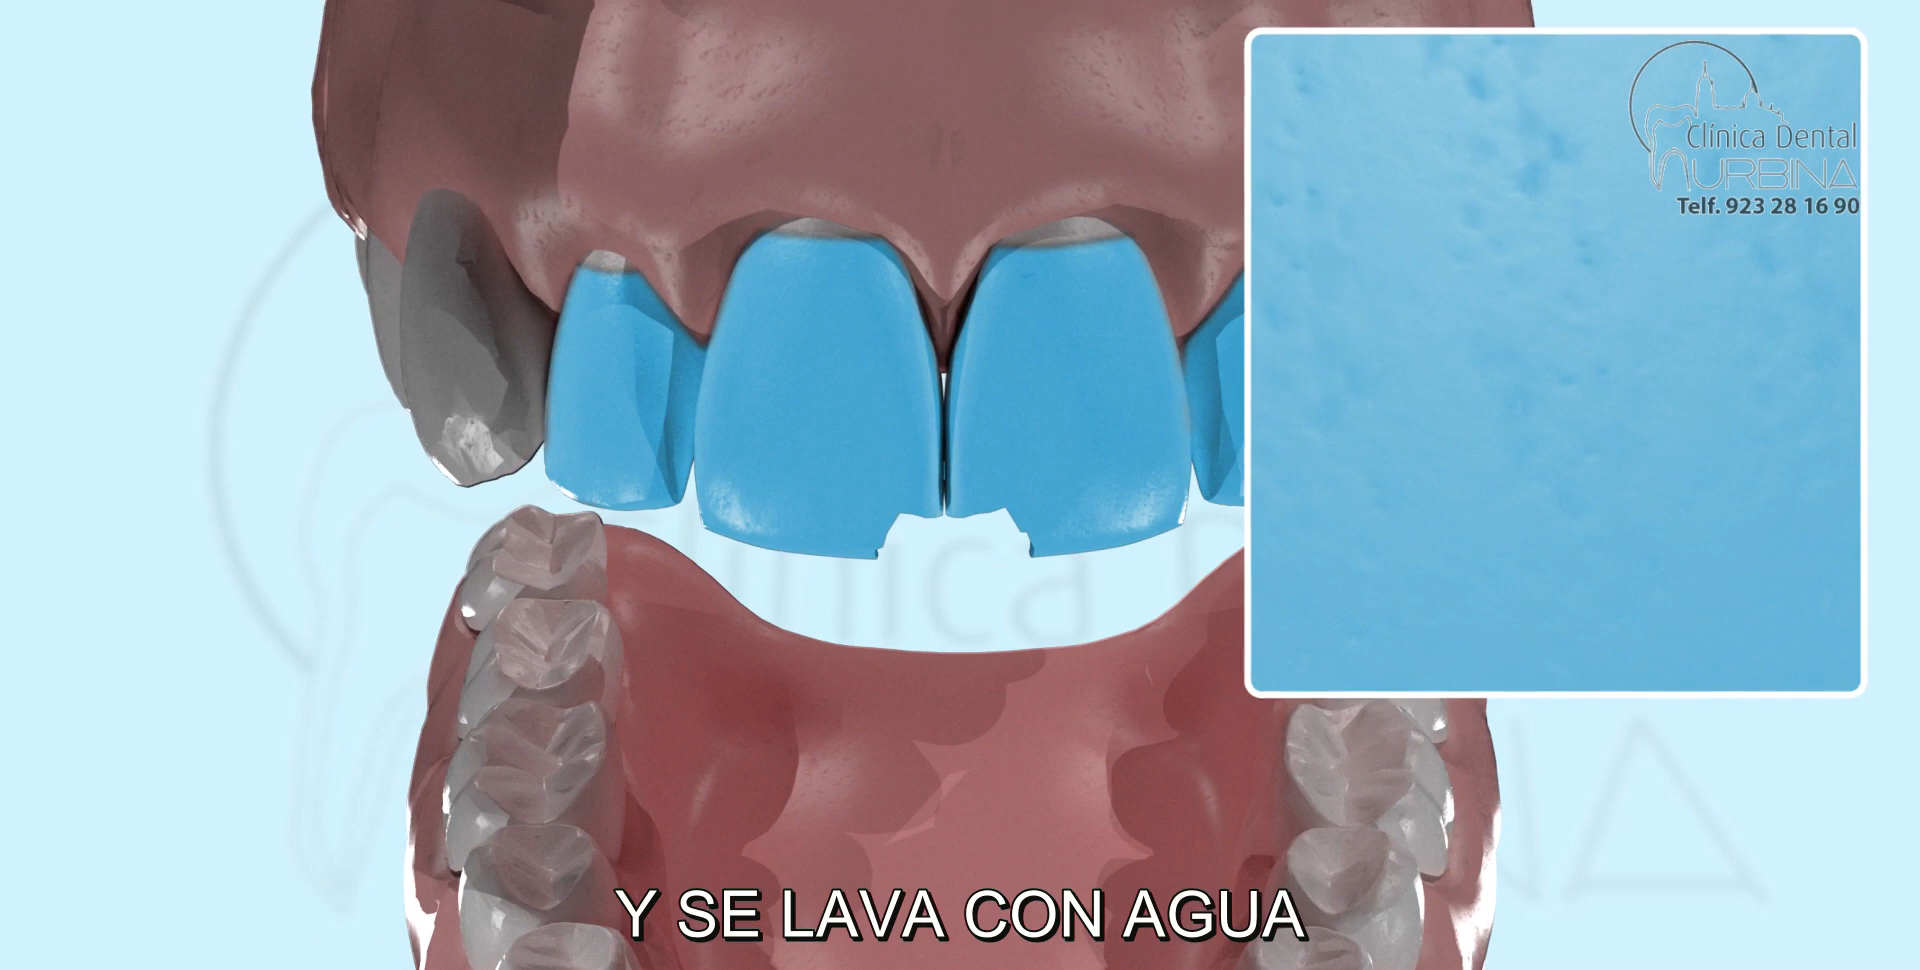 Clínica Dental
URBINA
Telf. 923 28 16 90
Y SE LAVA CON AGUA